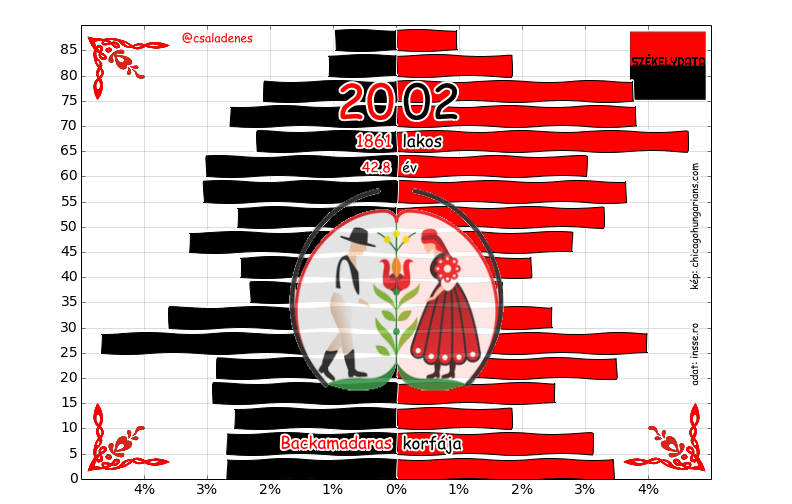 @csaladenes
SZÉKELYDATA
2002
1861 lakos
42.8 év
kép: chicagohungarians.com
adat: insse.ro
Backamadaras korfája
85
80
75
70
65
60
55
50
45
40
35
30
25
20
15
10
5
0
4% 3% 2% 1% 0% 1% 2% 3% 4%